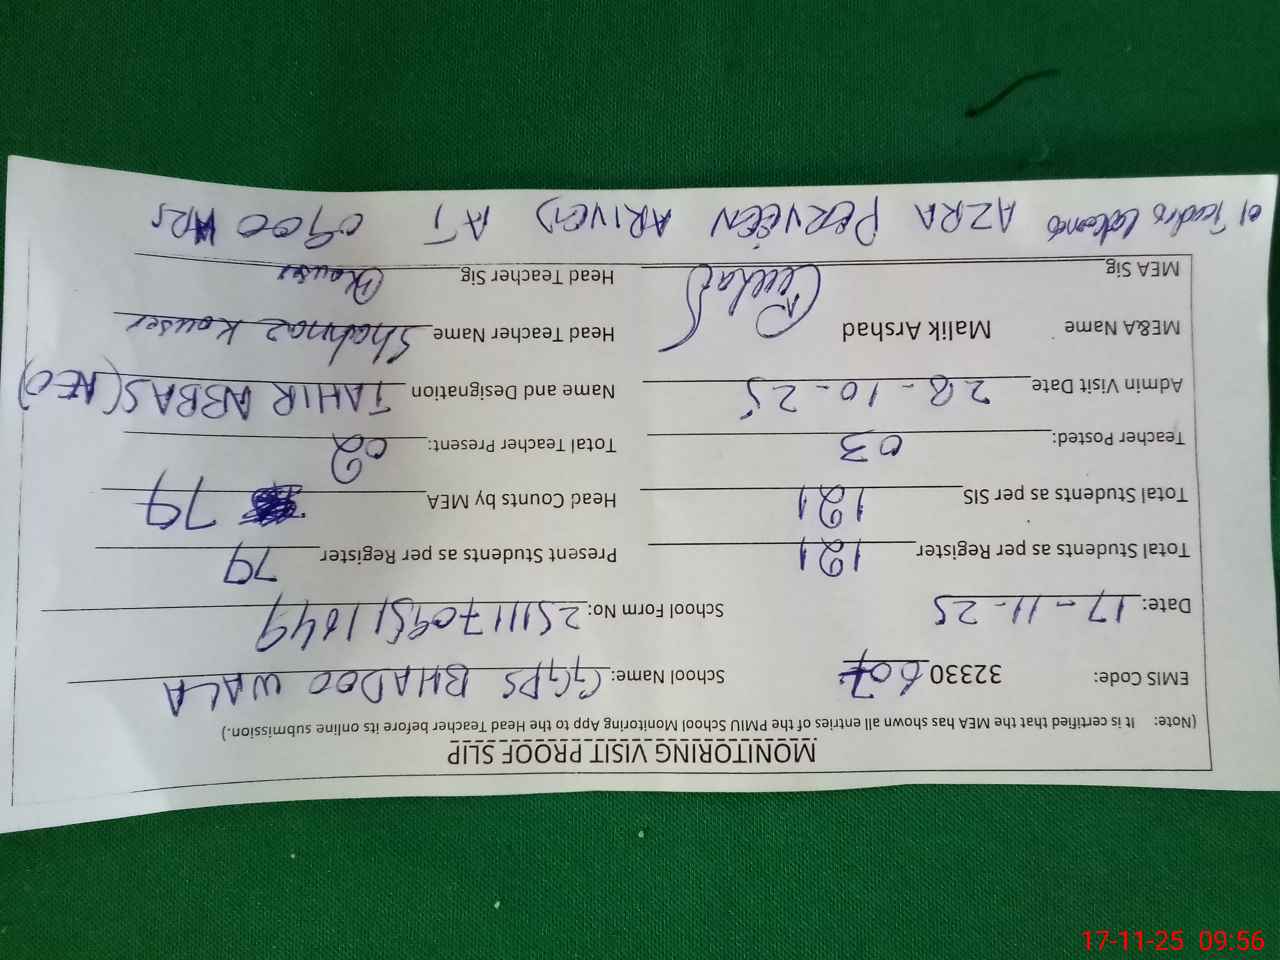 MONITORING VISIT PROOF SLIP
(Note: It is certified that the MEA has shown all entries of the PMIU School Monitoring App to the Head Teacher before its online submission.)
EMIS Code: 32330607 School Name: GGPS BHADOO WALA
Date: 17-11-25 School Form No: 25111709511049
Total Students as per Register 121 Present Students as per Register 79
Total Students as per SIS 121 Head Counts by MEA 79
Teacher Posted: 03 Total Teacher Present: 02
Admin Visit Date 28-10-25 Name and Designation TAHIR ABBAS (AEO)
ME&A Name Malik Arshad Head Teacher Name Shahnaz Kouser
MEA Sig Head Teacher Sig Kouser
AZRA PERVEEN ARIVED AT 0900 HRS
17-11-25 09:56